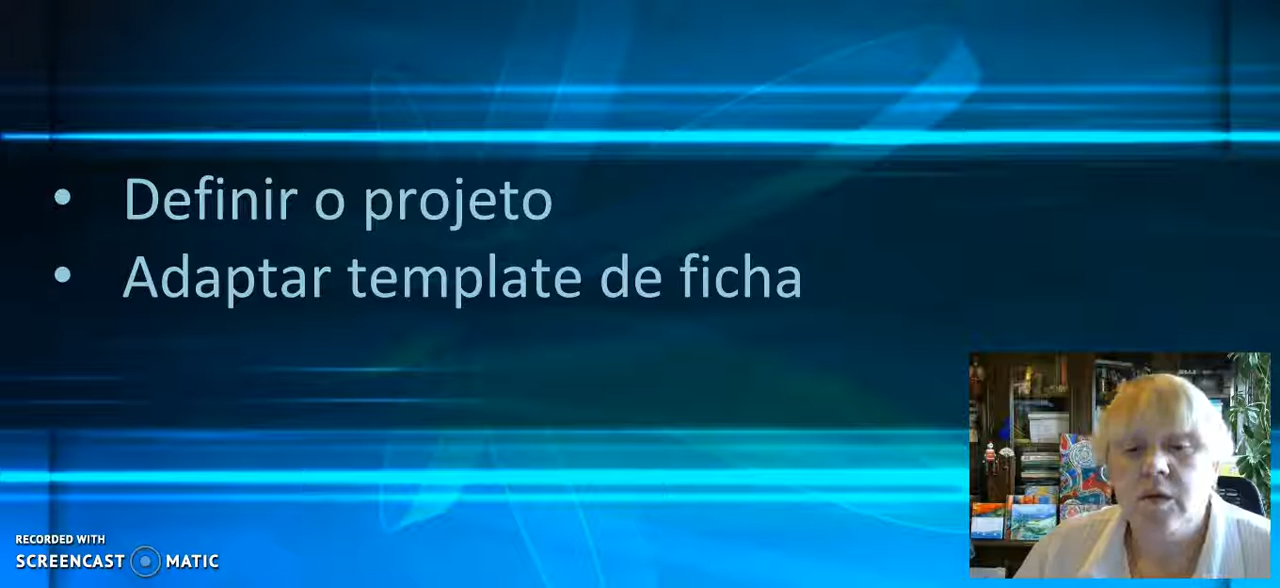 • Definir o projeto
• Adaptar template de ficha
RECORDED WITH
SCREENCAST MATIC